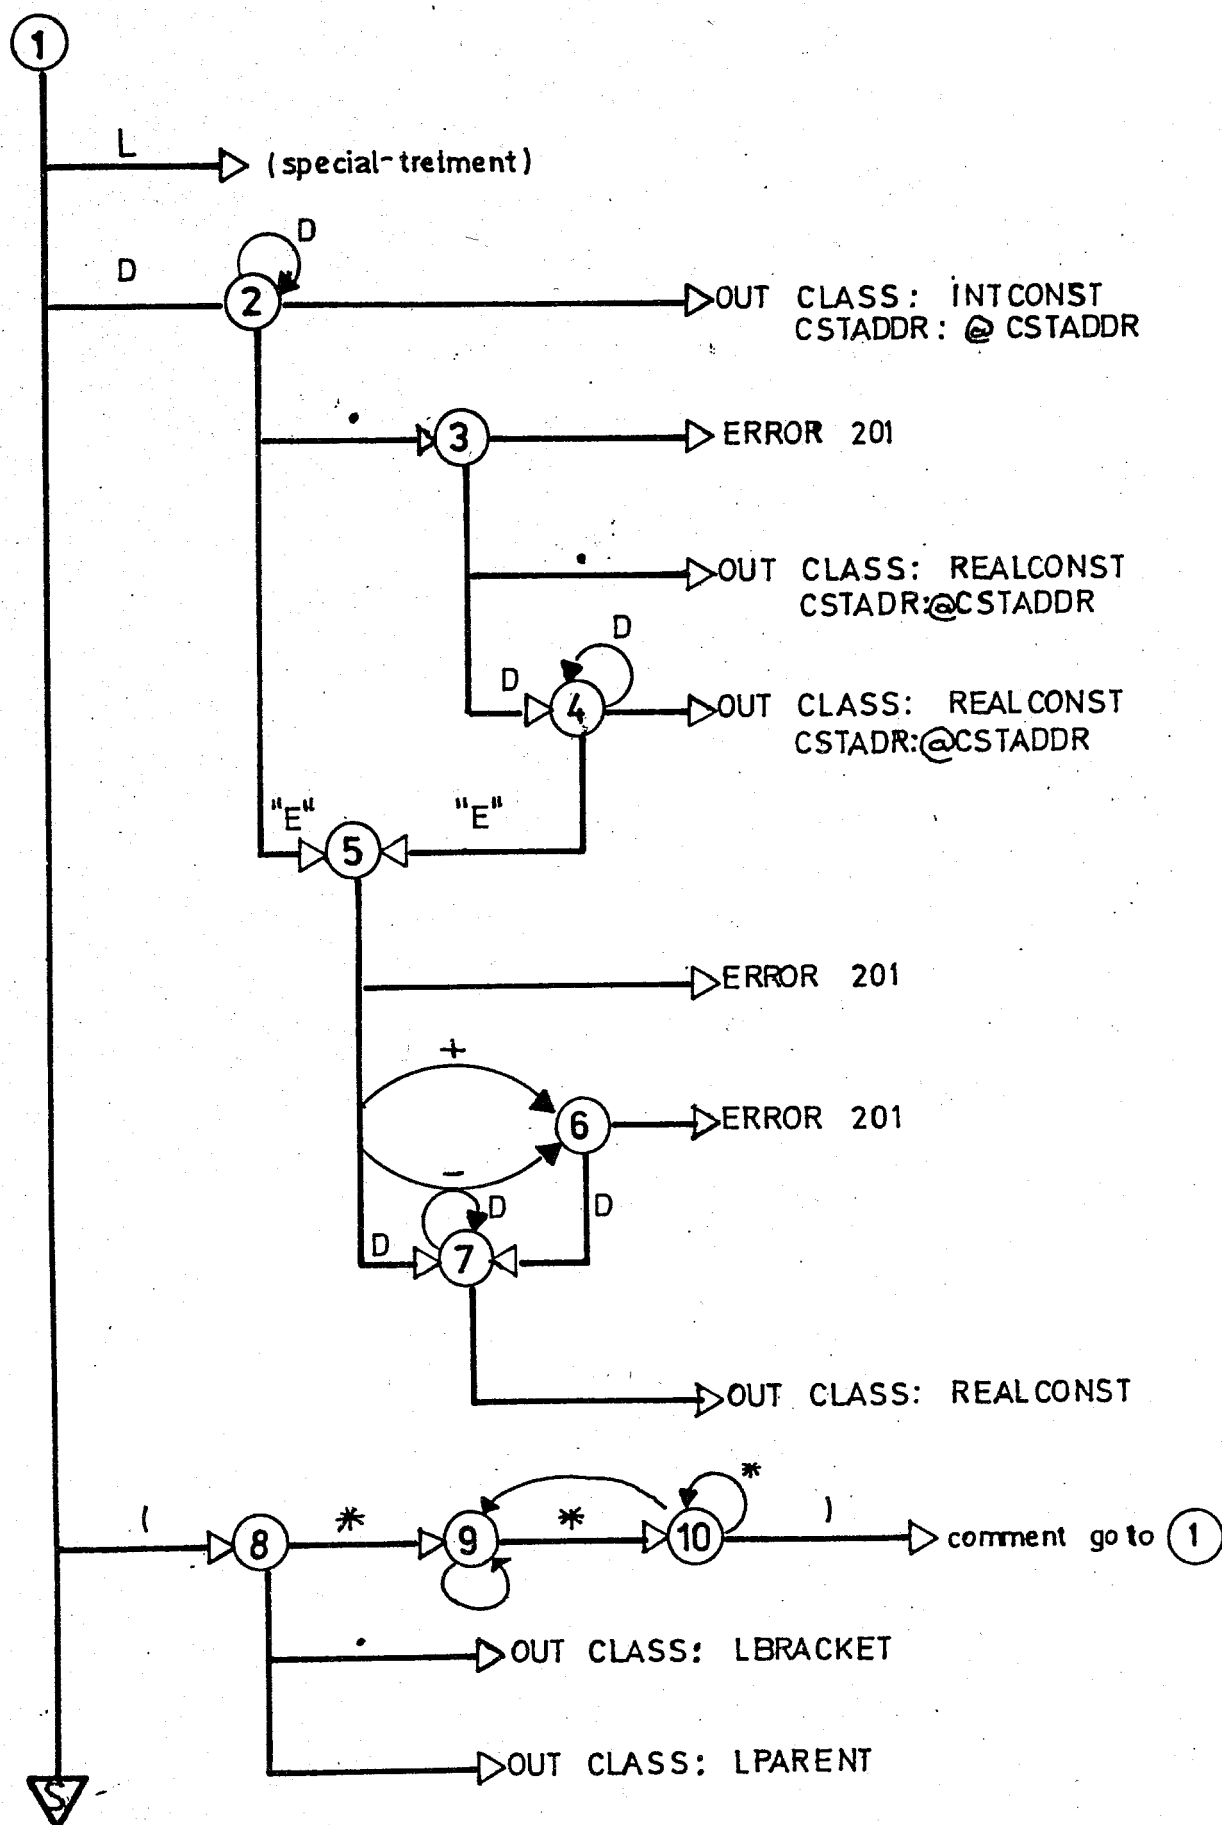 1
L
(special-tretment)
D
D
2
OUT CLASS: INTCONST
CSTADDR: @ CSTADDR
.
3
ERROR 201
.
OUT CLASS: REALCONST
CSTADR:@CSTADDR
D
D
4
OUT CLASS: REALCONST
CSTADR:@CSTADDR
"E"
"E"
5
ERROR 201
+
6
ERROR 201
-
D
D
D
7
OUT CLASS: REALCONST
(
8
*
9
*
10
*
)
comment go to 1
.
OUT CLASS: LBRACKET
OUT CLASS: LPARENT
S